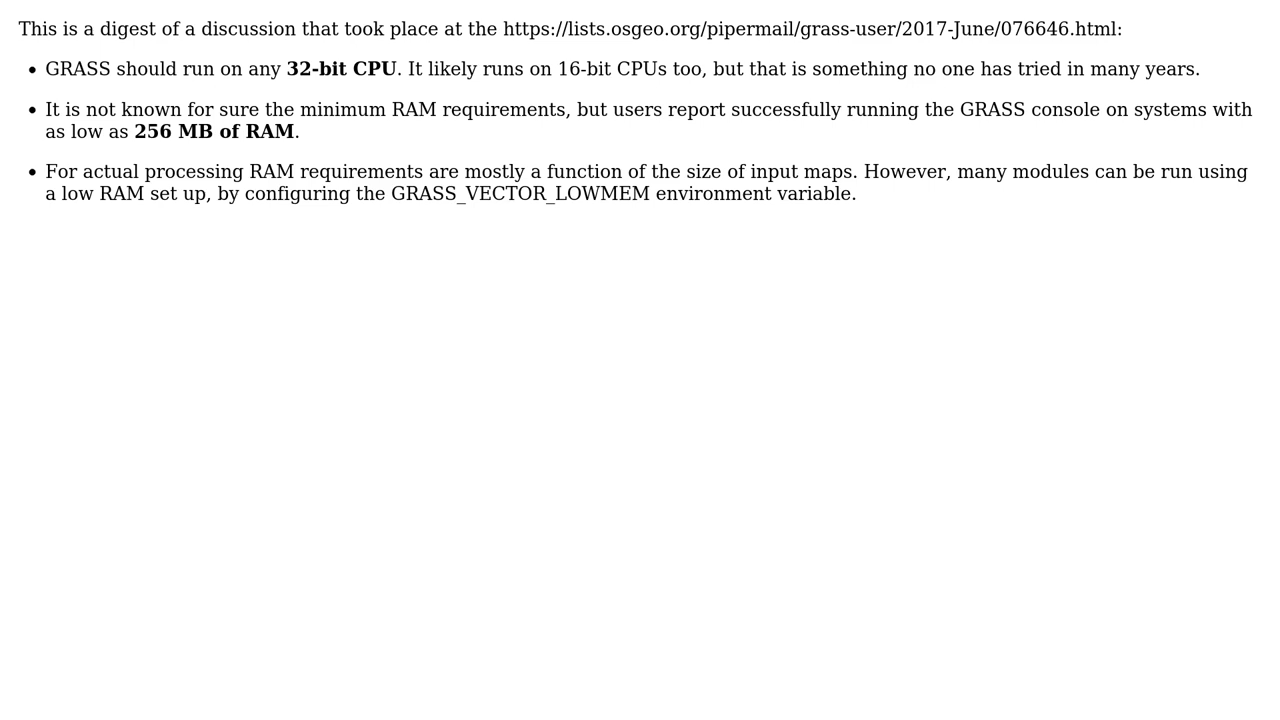 This is a digest of a discussion that took place at the https://lists.osgeo.org/pipermail/grass-user/2017-June/076646.html:
• GRASS should run on any 32-bit CPU. It likely runs on 16-bit CPUs too, but that is something no one has tried in many years.
• It is not known for sure the minimum RAM requirements, but users report successfully running the GRASS console on systems with
as low as 256 MB of RAM.
• For actual processing RAM requirements are mostly a function of the size of input maps. However, many modules can be run using
a low RAM set up, by configuring the GRASS_VECTOR_LOWMEM environment variable.